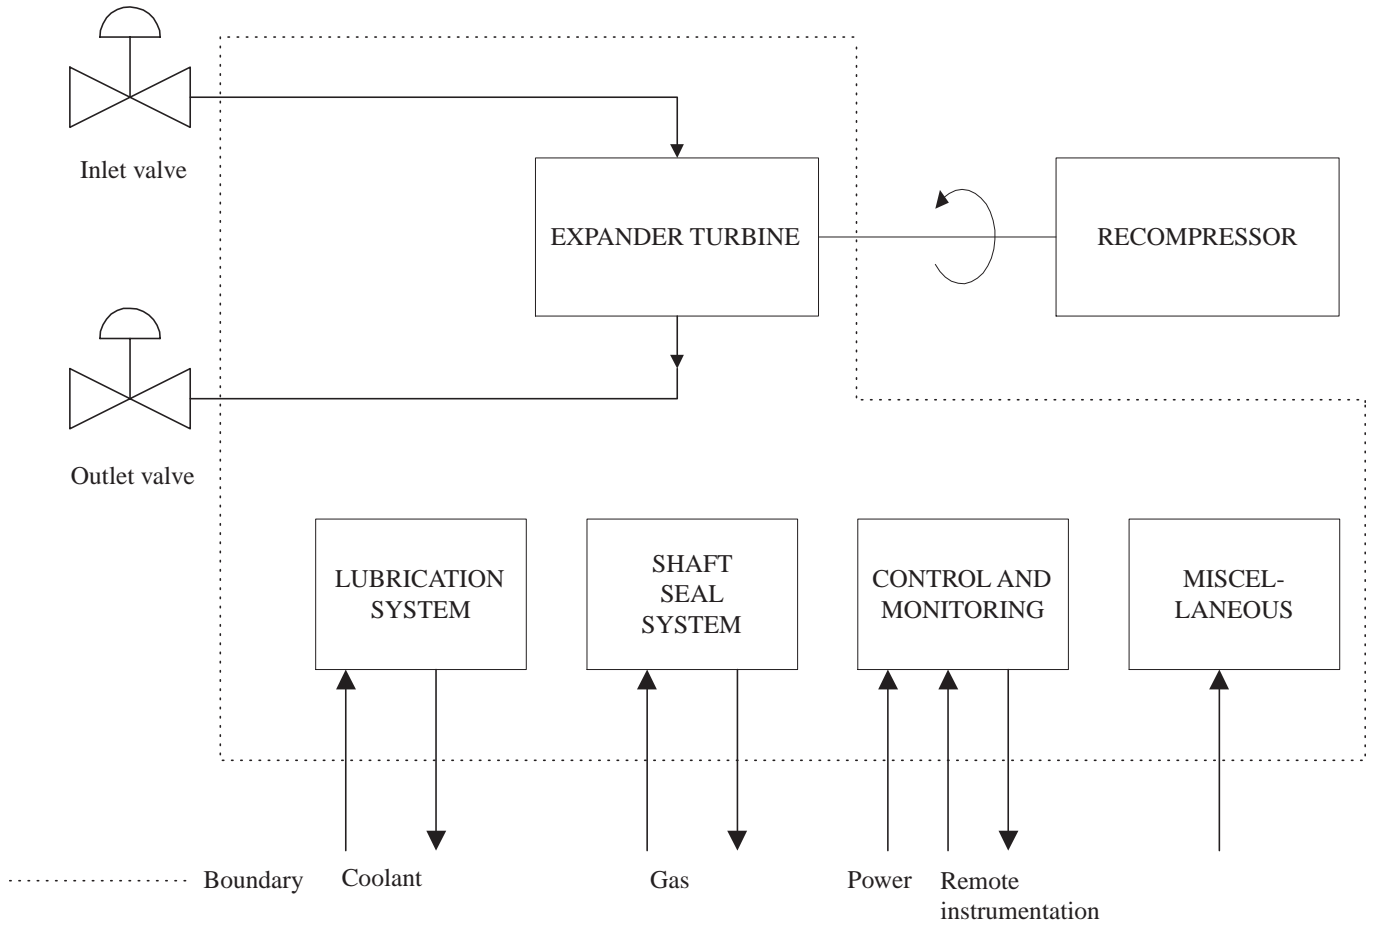 Inlet valve
EXPANDER TURBINE
RECOMPRESSOR
Outlet valve
LUBRICATION
SYSTEM
SHAFT
SEAL
SYSTEM
CONTROL AND
MONITORING
MISCEL-
LANEOUS
Boundary
Coolant
Gas
Power
Remote
instrumentation